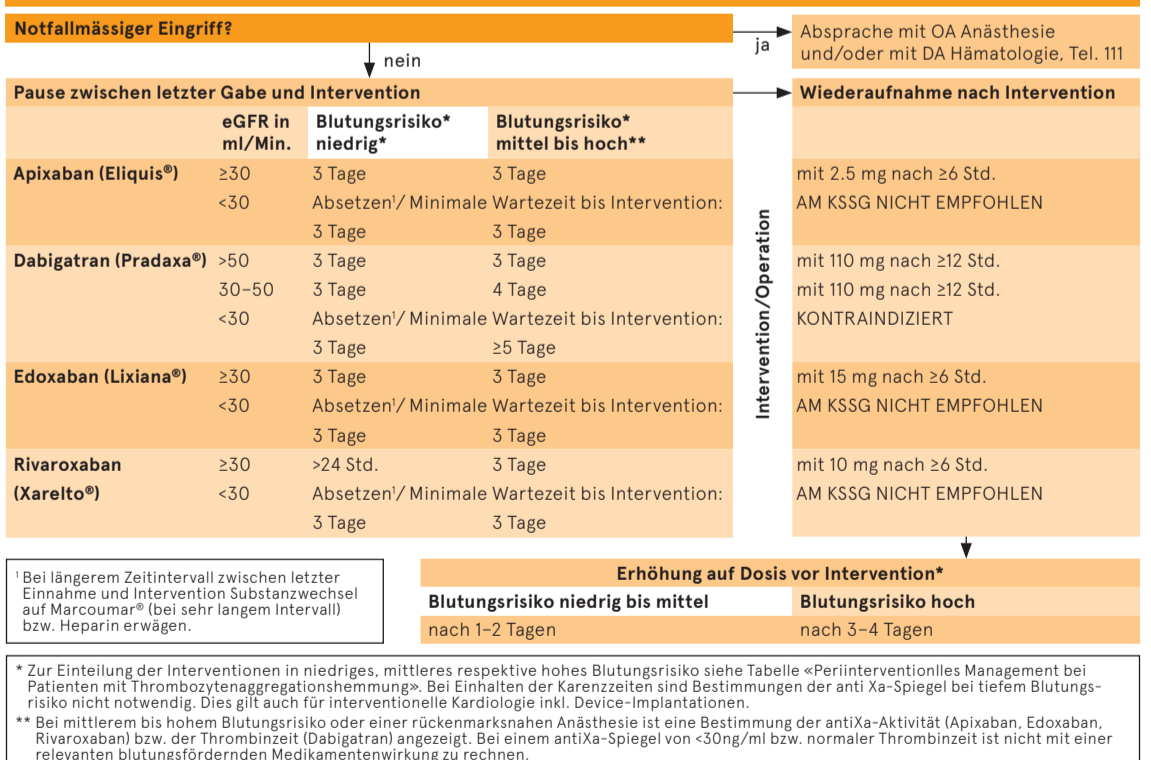 Notfallmässiger Eingriff?
ja
Absprache mit OA Anästhesie
und/oder mit DA Hämatologie, Tel. 111
nein
Pause zwischen letzter Gabe und Intervention
Wiederaufnahme nach Intervention
eGFR in Blutungsrisiko* Blutungsrisiko*
ml/Min. niedrig* mittel bis hoch**
Apixaban (Eliquis®) ≥30 3 Tage 3 Tage mit 2.5 mg nach ≥6 Std.
<30 Absetzen¹/ Minimale Wartezeit bis Intervention: AM KSSG NICHT EMPFOHLEN
3 Tage 3 Tage
Dabigatran (Pradaxa®) >50 3 Tage 3 Tage mit 110 mg nach ≥12 Std.
30–50 3 Tage 4 Tage mit 110 mg nach ≥12 Std.
<30 Absetzen¹/ Minimale Wartezeit bis Intervention: KONTRAINDIZIERT
3 Tage ≥5 Tage
Edoxaban (Lixiana®) ≥30 3 Tage 3 Tage mit 15 mg nach ≥6 Std.
<30 Absetzen¹/ Minimale Wartezeit bis Intervention: AM KSSG NICHT EMPFOHLEN
3 Tage 3 Tage
Rivaroxaban ≥30 >24 Std. 3 Tage mit 10 mg nach ≥6 Std.
(Xarelto®) <30 Absetzen¹/ Minimale Wartezeit bis Intervention: AM KSSG NICHT EMPFOHLEN
3 Tage 3 Tage
Intervention/Operation
¹ Bei längerem Zeitintervall zwischen letzter
Einnahme und Intervention Substanzwechsel
auf Marcoumar® (bei sehr langem Intervall)
bzw. Heparin erwägen.
Erhöhung auf Dosis vor Intervention*
Blutungsrisiko niedrig bis mittel Blutungsrisiko hoch
nach 1–2 Tagen nach 3–4 Tagen
* Zur Einteilung der Interventionen in niedriges, mittleres respektive hohes Blutungsrisiko siehe Tabelle «Periinterventionlles Management bei
Patienten mit Thrombozytenaggregationshemmung». Bei Einhalten der Karenzzeiten sind Bestimmungen der anti Xa-Spiegel bei tiefem Blutungs-
risiko nicht notwendig. Dies gilt auch für interventionelle Kardiologie inkl. Device-Implantationen.
** Bei mittlerem bis hohem Blutungsrisiko oder einer rückenmarksnahen Anästhesie ist eine Bestimmung der antiXa-Aktivität (Apixaban, Edoxaban,
Rivaroxaban) bzw. der Thrombinzeit (Dabigatran) angezeigt. Bei einem antiXa-Spiegel von <30ng/ml bzw. normaler Thrombinzeit ist nicht mit einer
relevanten blutungsfördernden Medikamentenwirkung zu rechnen.